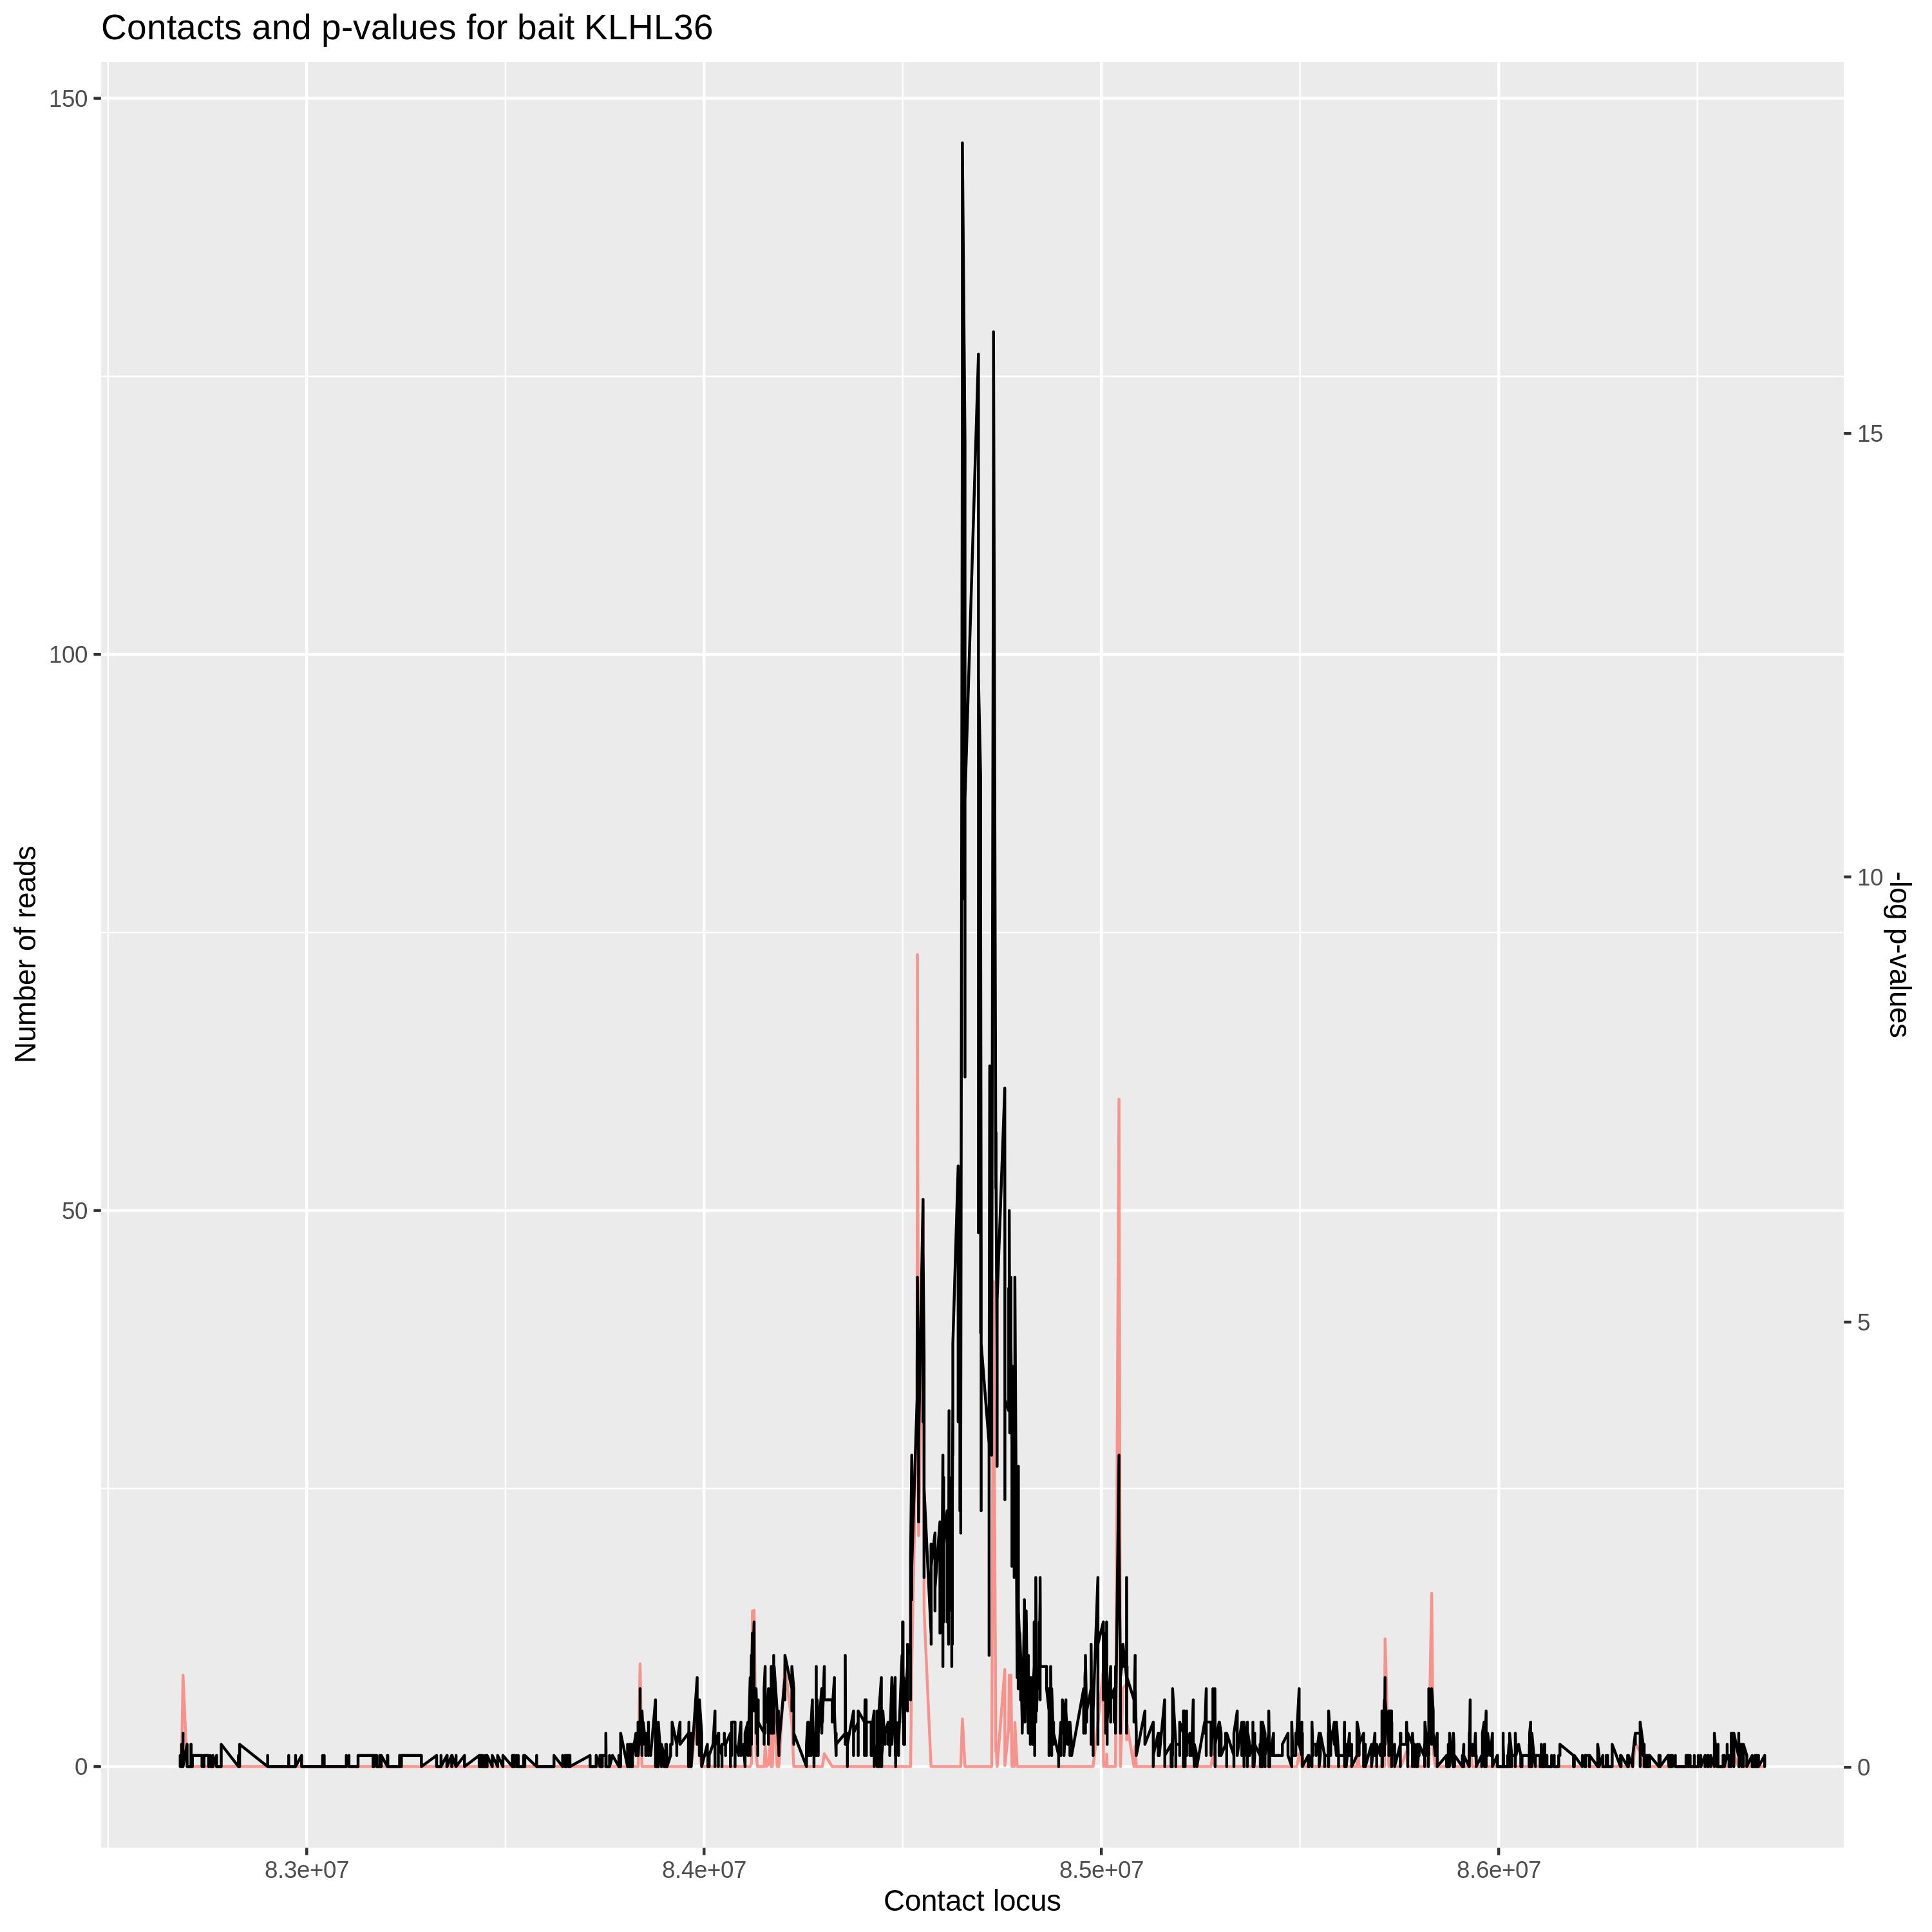 Contacts and p-values for bait KLHL36
150
100
50
0
Number of reads
15
10
5
0
-log p-values
8.3e+07
8.4e+07
8.5e+07
8.6e+07
Contact locus